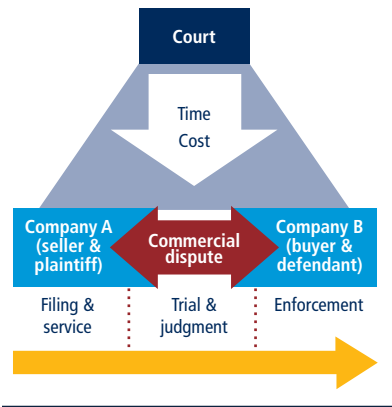 Court
Time
Cost
Company A
(seller &
plaintiff)
Commercial
dispute
Company B
(buyer &
defendant)
Filing &
service
Trial &
judgment
Enforcement